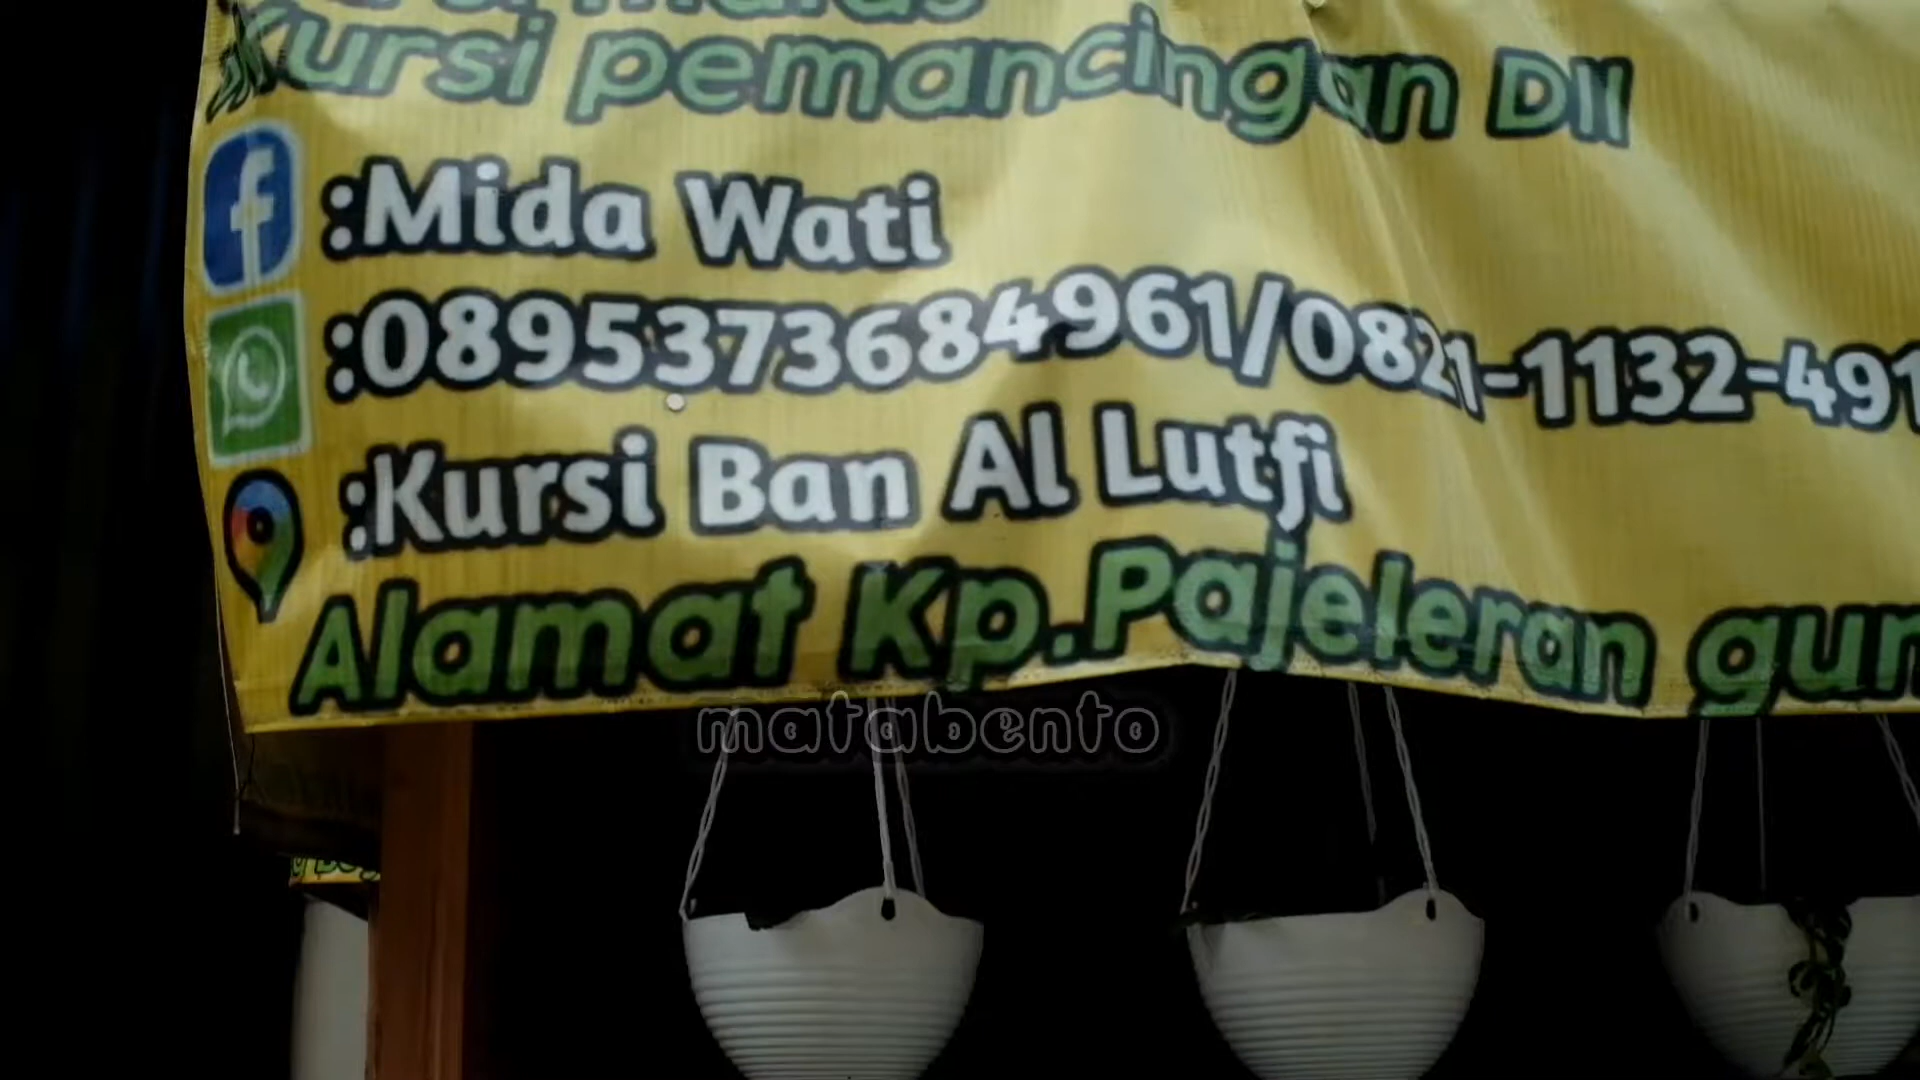 Kursi pemancingan Dll
:Mida Wati
:0895373684961/0821-1132-491
:Kursi Ban Al Lutfi
Alamat Kp.Pajeleran gun
matabento